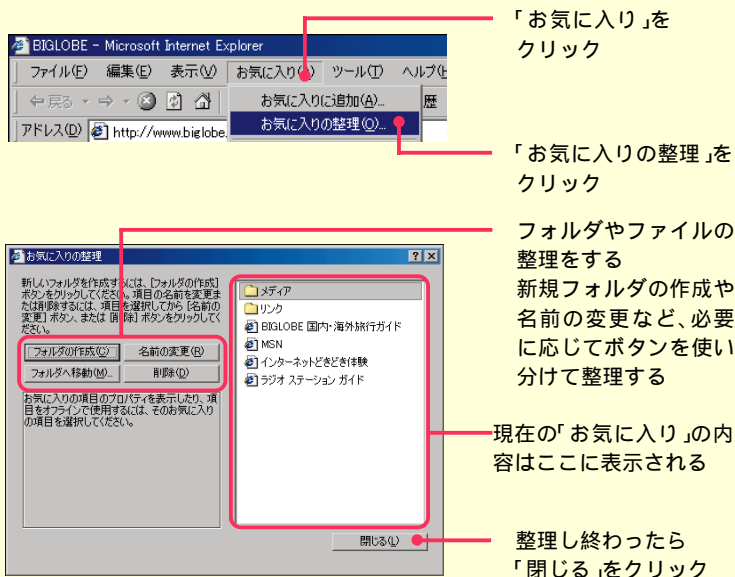 「お気に入り」を
クリック
BIGLOBE - Microsoft Internet Explorer
ファイル(F) 編集(E) 表示(V) お気に入り(A) ツール(T) ヘルプ(H
戻る
お気に入りに追加(A)...
歴
アドレス(D) http://www.biglobe.
お気に入りの整理(O)...
「お気に入りの整理」を
クリック
フォルダやファイルの
整理をする
新規フォルダの作成や
名前の変更など、必要
に応じてボタンを使い
分けて整理する
お気に入りの整理
新しいフォルダを作成するには、[フォルダの作成]
ボタンをクリックしてください。項目の名前を変更ま
たは削除するには、項目を選択してから [名前の
変更] ボタン、または [削除] ボタンをクリックしてく
ださい。
フォルダの作成(C) 名前の変更(R)
フォルダへ移動(M)... 削除(D)
お気に入りの項目のプロパティを表示したり、項
目をオフラインで使用するには、そのお気に入り
の項目を選択してください。
メディア
リンク
BIGLOBE 国内・海外旅行ガイド
MSN
インターネットどきどき体験
ラジオ ステーション ガイド
現在の「お気に入り」の内
容はここに表示される
閉じる(L)
整理し終わったら
「閉じる」をクリック